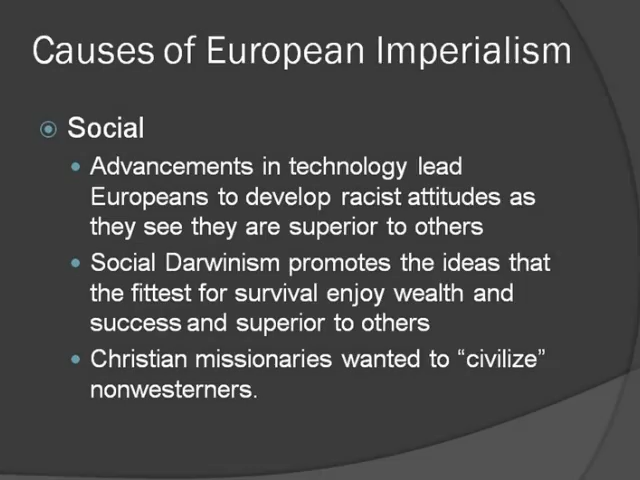 Causes of European Imperialism
Social
Advancements in technology lead
Europeans to develop racist attitudes as
they see they are superior to others
Social Darwinism promotes the ideas that
the fittest for survival enjoy wealth and
success and superior to others
Christian missionaries wanted to “civilize”
nonwesterners.